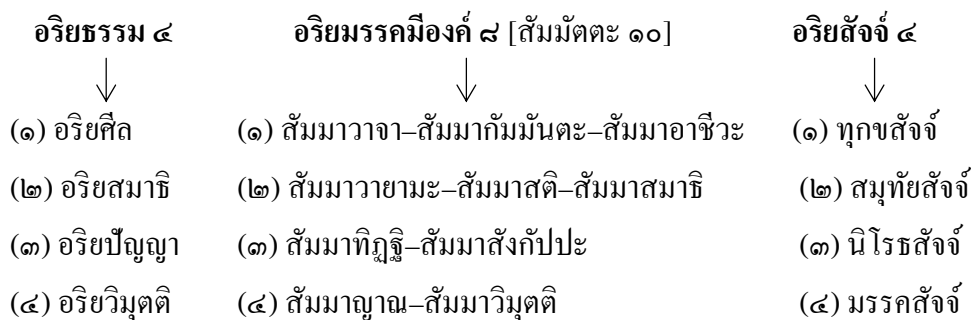 อริยธรรม ๔ อริยมรรคมีองค์ ๘ [สัมมัตตะ ๑๐] อริยสัจจ์ ๔
(๑) อริยศีล (๑) สัมมาวาจา–สัมมากัมมันตะ–สัมมาอาชีวะ (๑) ทุกขสัจจ์
(๒) อริยสมาธิ (๒) สัมมาวายามะ–สัมมาสติ–สัมมาสมาธิ (๒) สมุทัยสัจจ์
(๓) อริยปัญญา (๓) สัมมาทิฏฐิ–สัมมาสังกัปปะ (๓) นิโรธสัจจ์
(๔) อริยวิมุตติ (๔) สัมมาญาณ–สัมมาวิมุตติ (๔) มรรคสัจจ์